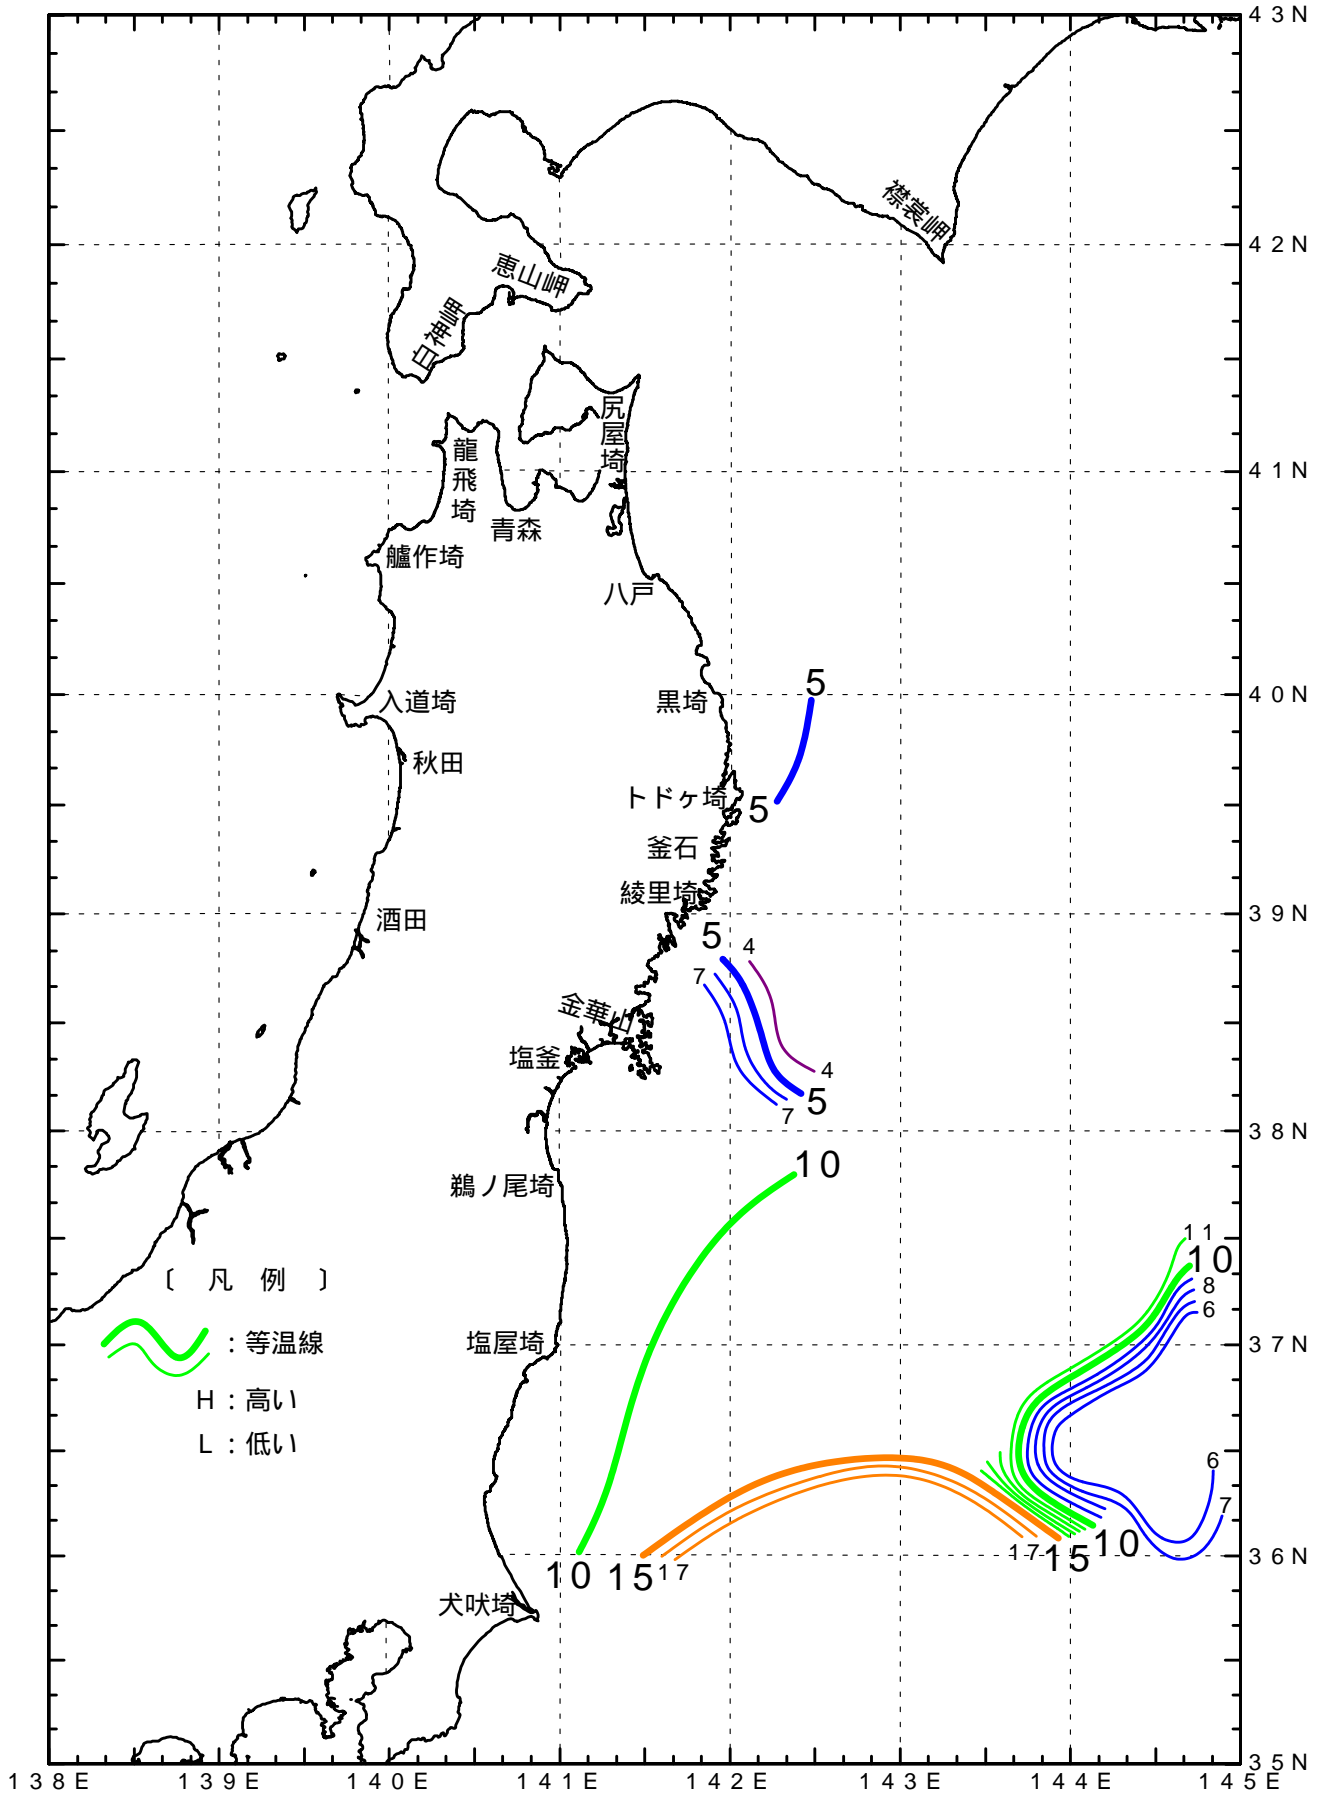 43N
襟裳岬
42N
恵山岬
白神岬
尻屋埼
龍飛埼
41N
青森
艫作埼
八戸
5
40N
入道埼
黒埼
秋田
トドヶ埼
5
釜石
綾里埼
39N
酒田
5
4
7
金華山
塩釜
4
5
7
38N
10
鵜ノ尾埼
11
10
〔 凡 例 〕
8
6
：等温線
塩屋埼
37N
H：高い
L：低い
6
7
10
15
17
17
15
10
36N
犬吠埼
35N
138E
139E
140E
141E
142E
143E
144E
145E